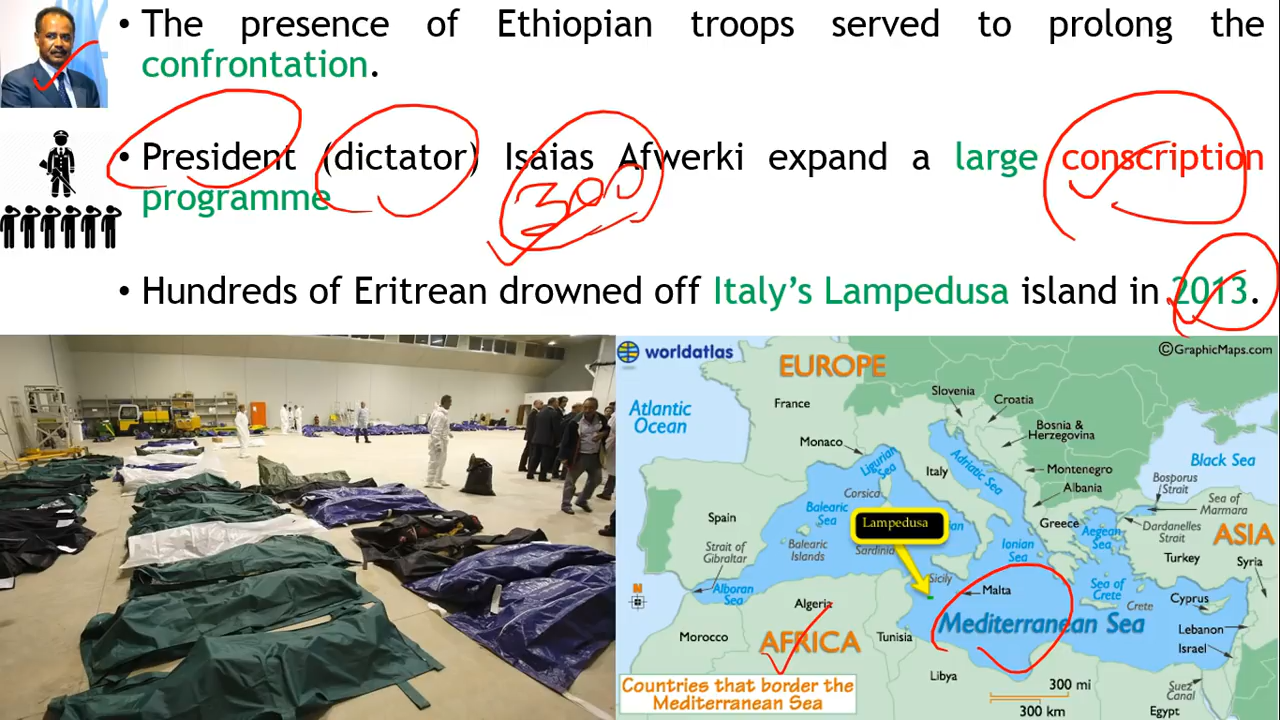 • The presence of Ethiopian troops served to prolong the
confrontation.
• President (dictator) Isaias Afwerki expand a large conscription
programme
300
• Hundreds of Eritrean drowned off Italy's Lampedusa island in 2013.
worldatlas
©GraphicMaps.com
EUROPE
Atlantic
Ocean
France
Slovenia
Croatia
Bosnia &
Herzegovina
Monaco
Ligurian
Sea
Italy
Adriatic Sea
Montenegro
Albania
Black Sea
Bosporus
Strait
Sea of
Marmara
Corsica
Balearic
Sea
Spain
Lampedusa
Greece
Aegean
Sea
Dardanelles
Strait
ASIA
Turkey
Strait of
Gibraltar
Balearic
Islands
Sardinia
Ionian
Sea
Syria
N
Alboran
Sea
Sicily
Malta
Sea of
Crete
Crete
Cyprus
Algeria
Mediterranean Sea
Lebanon
Morocco
AFRICA
Tunisia
Israel
Libya
Suez
Canal
Egypt
Countries that border the
Mediterranean Sea
300 mi
300 km